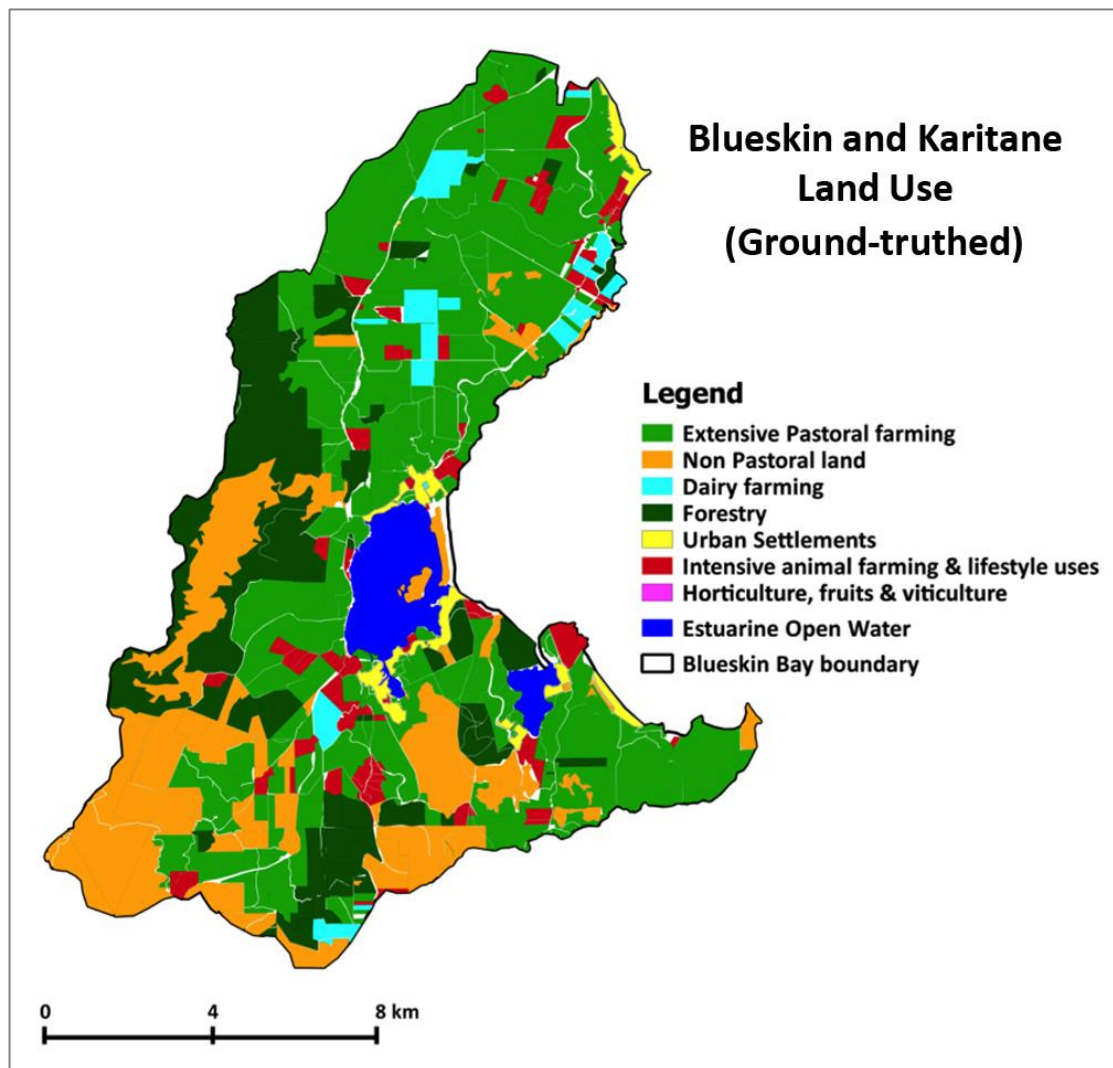 Blueskin and Karitane
Land Use
(Ground-truthed)
Legend
Extensive Pastoral farming
Non Pastoral land
Dairy farming
Forestry
Urban Settlements
Intensive animal farming & lifestyle uses
Horticulture, fruits & viticulture
Estuarine Open Water
Blueskin Bay boundary
0 4 8 km